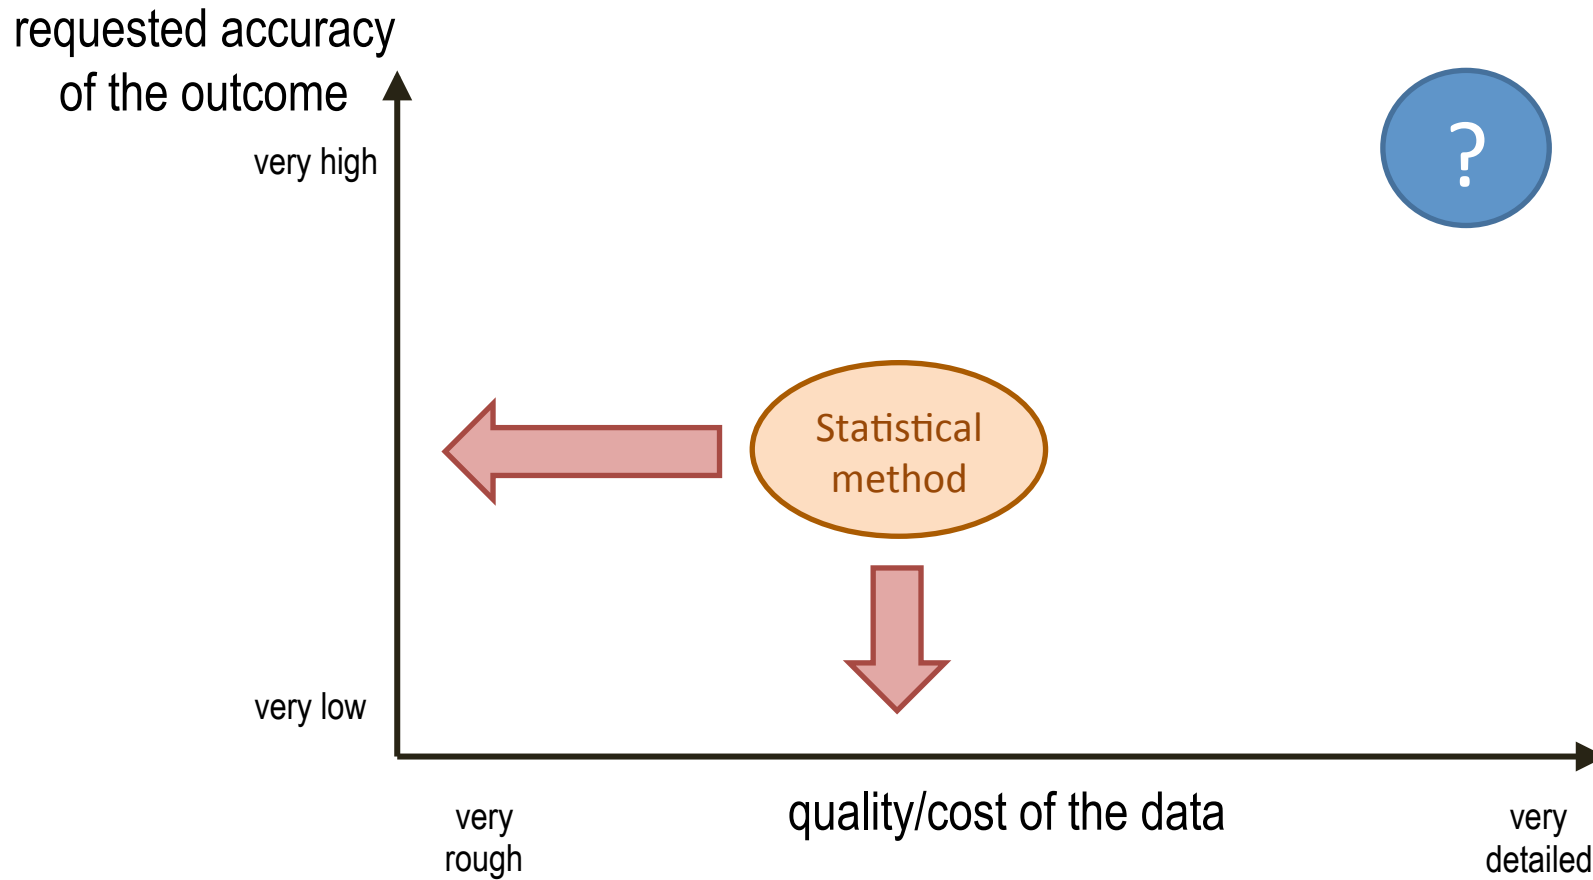 requested accuracy
of the outcome
very high
?
Statistical
method
very low
very
rough
quality/cost of the data
very
detailed